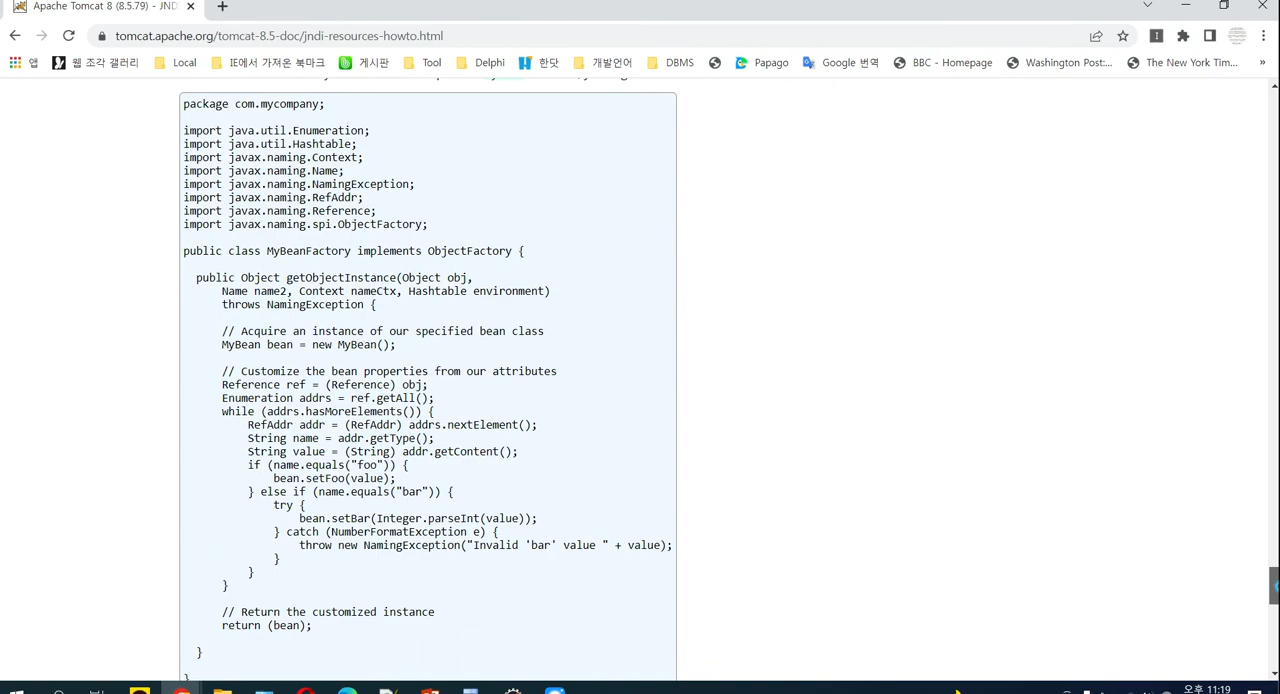 Apache Tomcat 8 (8.5.79) - JND
tomcat.apache.org/tomcat-8.5-doc/jndi-resources-howto.html
앱 웹 조각 갤러리 Local IE에서 가져온 북마크 게시판 Tool Delphi 한닷 개발언어 DBMS Papago Google 번역 BBC - Homepage Washington Post:... The New York Tim... »
package com.mycompany;
import java.util.Enumeration;
import java.util.Hashtable;
import javax.naming.Context;
import javax.naming.Name;
import javax.naming.NamingException;
import javax.naming.RefAddr;
import javax.naming.Reference;
import javax.naming.spi.ObjectFactory;
public class MyBeanFactory implements ObjectFactory {
public Object getObjectInstance(Object obj,
Name name2, Context nameCtx, Hashtable environment)
throws NamingException {
// Acquire an instance of our specified bean class
MyBean bean = new MyBean();
// Customize the bean properties from our attributes
Reference ref = (Reference) obj;
Enumeration addrs = ref.getAll();
while (addrs.hasMoreElements()) {
RefAddr addr = (RefAddr) addrs.nextElement();
String name = addr.getType();
String value = (String) addr.getContent();
if (name.equals("foo")) {
bean.setFoo(value);
} else if (name.equals("bar")) {
try {
bean.setBar(Integer.parseInt(value));
} catch (NumberFormatException e) {
throw new NamingException("Invalid 'bar' value " + value);
}
}
}
// Return the customized instance
return (bean);
}
}
오후 11:19